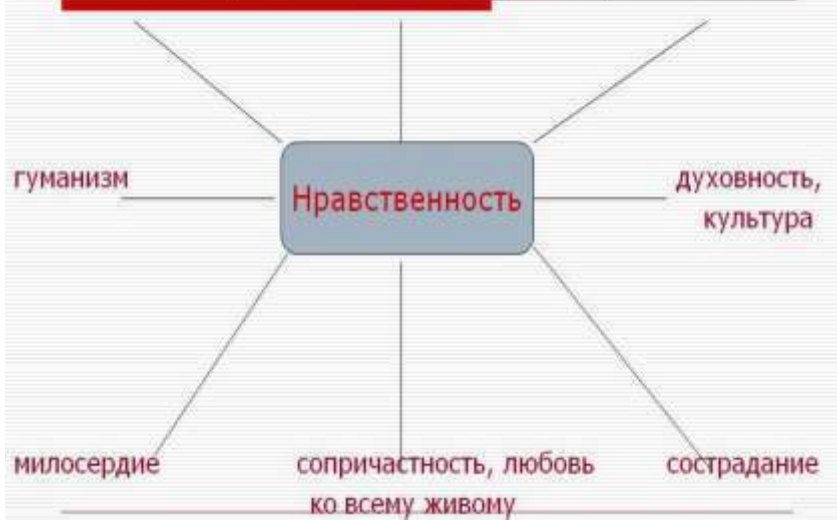 гуманизм
Нравственность
духовность,
культура
милосердие
сопричастность, любовь
ко всему живому
сострадание